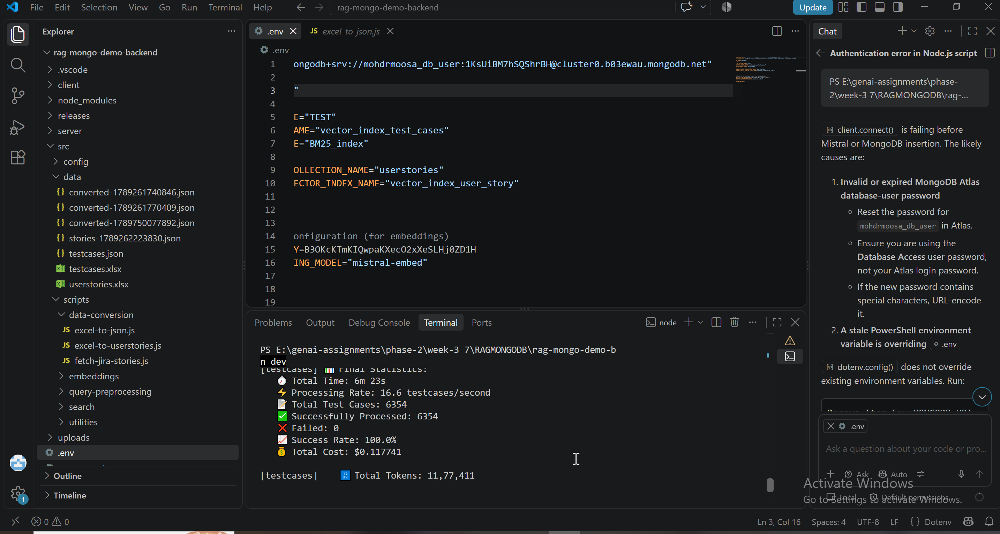 File Edit Selection View Go Run Terminal Help
rag-mongo-demo-backend
Update
Explorer
rag-mongo-demo-backend
.vscode
client
node_modules
releases
server
src
config
data
converted-1789261740846.json
converted-1789261770409.json
converted-1789750077892.json
stories-1789262223830.json
testcases.json
testcases.xlsx
userstories.xlsx
scripts
data-conversion
JS excel-to-json.js
JS excel-to-userstories.js
JS fetch-jira-stories.js
embeddings
query-preprocessing
search
utilities
uploads
.env
Outline
Timeline
1
.env
JS excel-to-json.js
.env
1 ongodb+srv://mohdrmoosa_db_user:1KsUiBM7hSQShrBH@cluster0.b03ewau.mongodb.net"
2
3 "
4
5 E="TEST"
6 AME="vector_index_test_cases"
7 E="BM25_index"
8
9 OLLECTION_NAME="userstories"
10 ECTOR_INDEX_NAME="vector_index_user_story"
11
12
13
14 onfiguration (for embeddings)
15 Y=B3OKcKTmKIQwpaKXecO2xXeSLHj0ZD1H
16 ING_MODEL="mistral-embed"
17
18
19
Problems Output Debug Console Terminal Ports
node
PS E:\genai-assignments\phase-2\week-3 7\RAGMONGODB\rag-mongo-demo-b
n dev
[testcases] 📊 Final Statistics:
⏱ Total Time: 6m 23s
⚡ Processing Rate: 16.6 testcases/second
📝 Total Test Cases: 6354
✅ Successfully Processed: 6354
❌ Failed: 0
📈 Success Rate: 100.0%
💰 Total Cost: $0.117741
[testcases] 🔢 Total Tokens: 11,77,411
Chat
Authentication error in Node.js script
PS E:\genai-assignments\phase-
2\week-3 7\RAGMONGODB\rag-...
client.connect() is failing before
Mistral or MongoDB insertion. The likely
causes are:
1. Invalid or expired MongoDB Atlas
database-user password
Reset the password for
mohdrmoosa_db_user in Atlas.
Ensure you are using the
Database Access user password,
not your Atlas login password.
If the new password contains
special characters, URL-encode
it.
2. A stale PowerShell environment
variable is overriding .env
dotenv.config() does not override
existing environment variables. Run:
.env
Ask a question about your code or pro...
Ask Auto
Local Default permissions
Activate Windows
Go to Settings to activate Windows.
0 0
Ln 3, Col 16 Spaces: 4 UTF-8 LF {} Dotenv